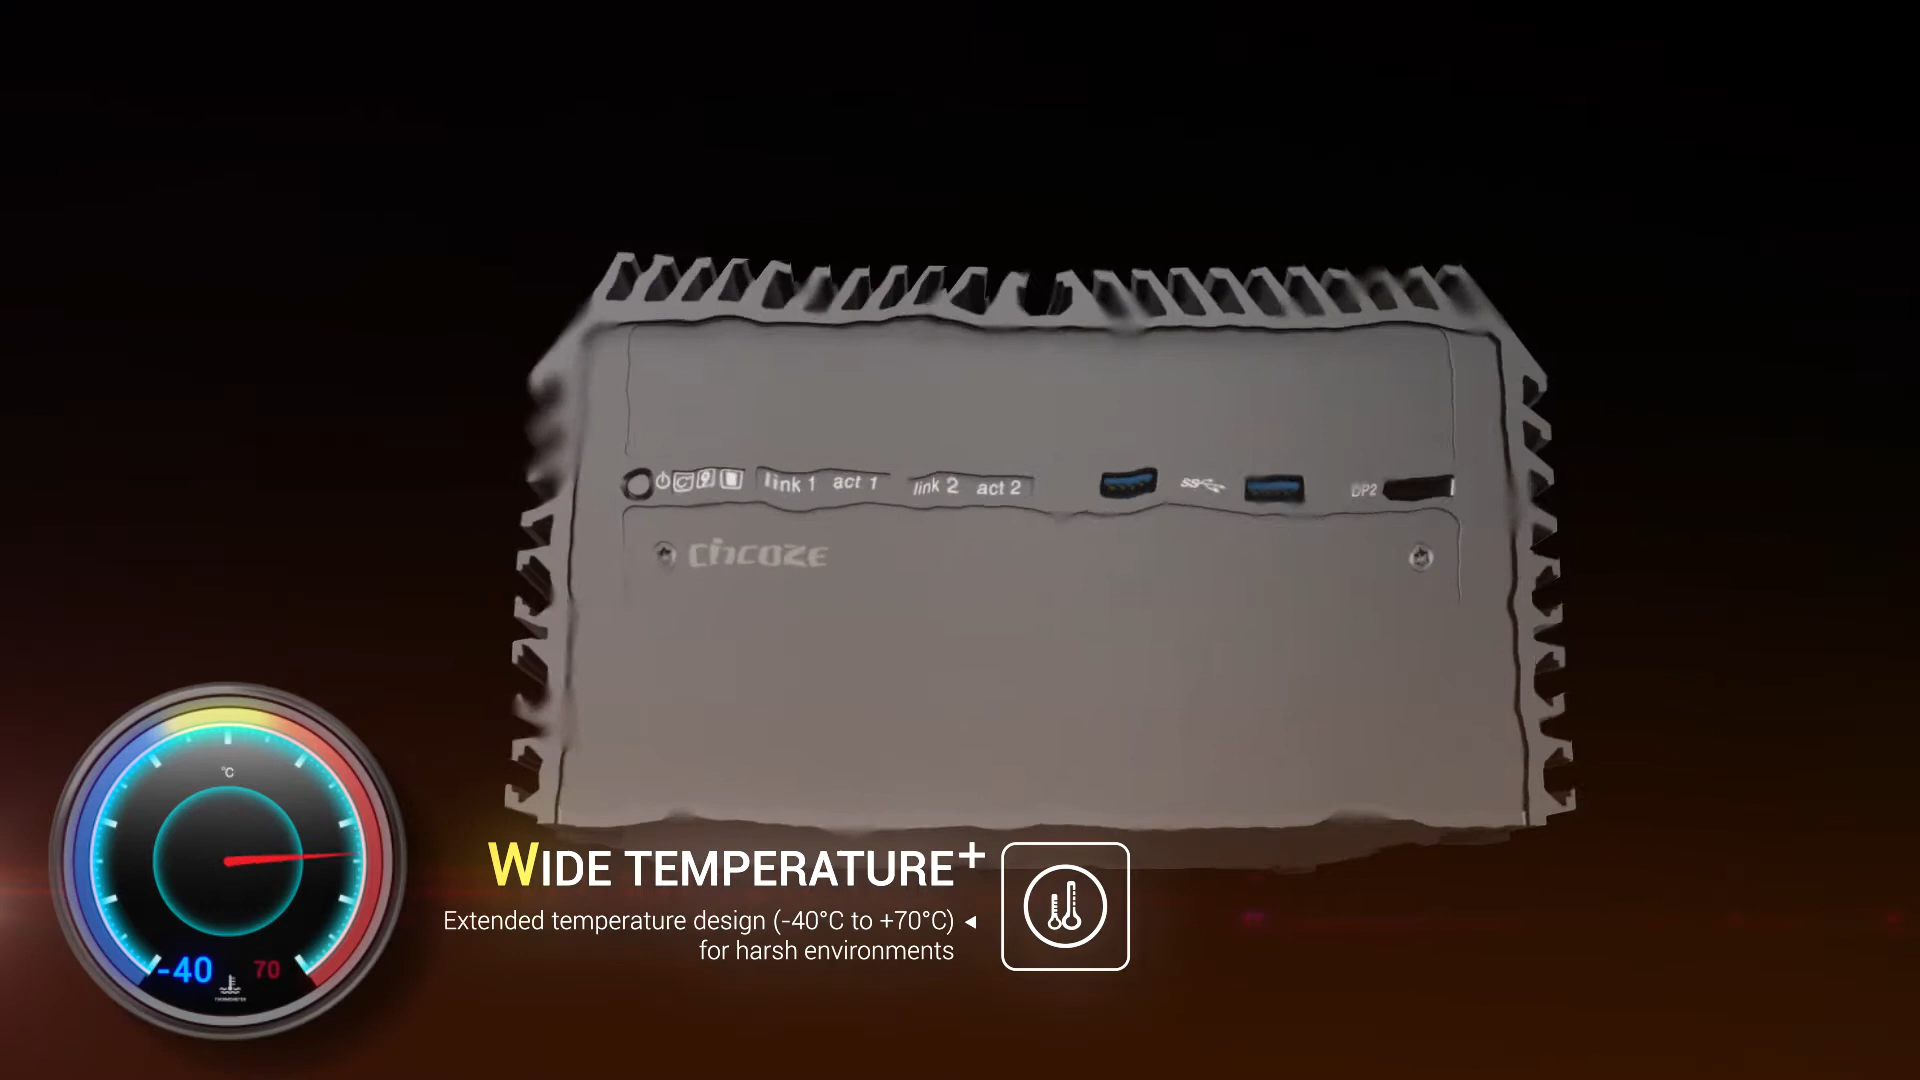 link 1 act 1 link 2 act 2 DP2
cincoze
WIDE TEMPERATURE+
Extended temperature design (-40°C to +70°C)
for harsh environments
°C
-40 70
THERMOMETER